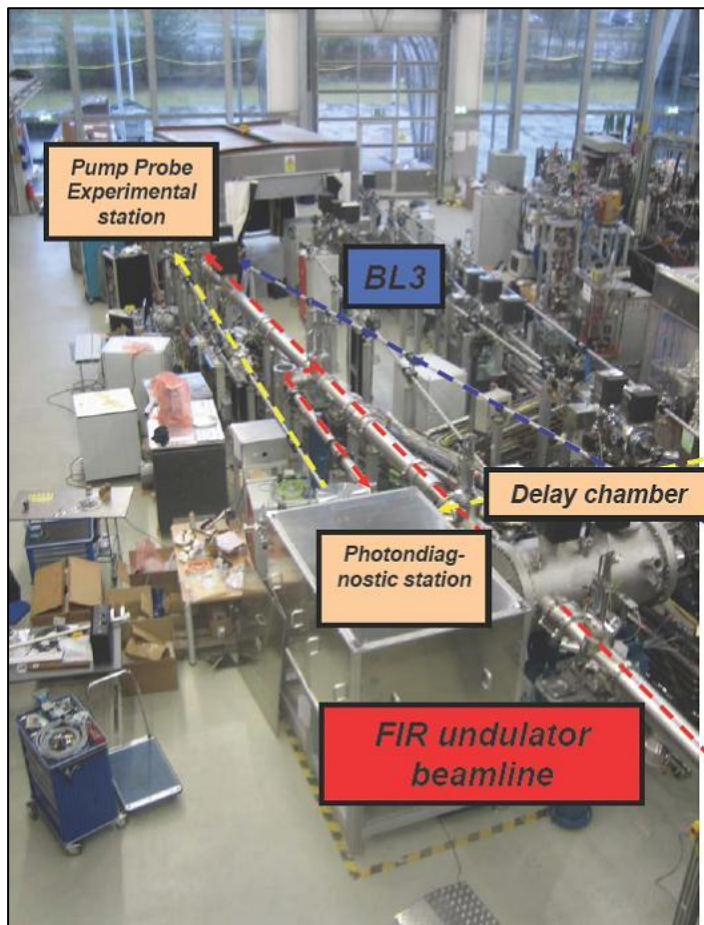 Pump Probe
Experimental
station
BL3
Delay chamber
Photondiag-
nostic station
FIR undulator
beamline